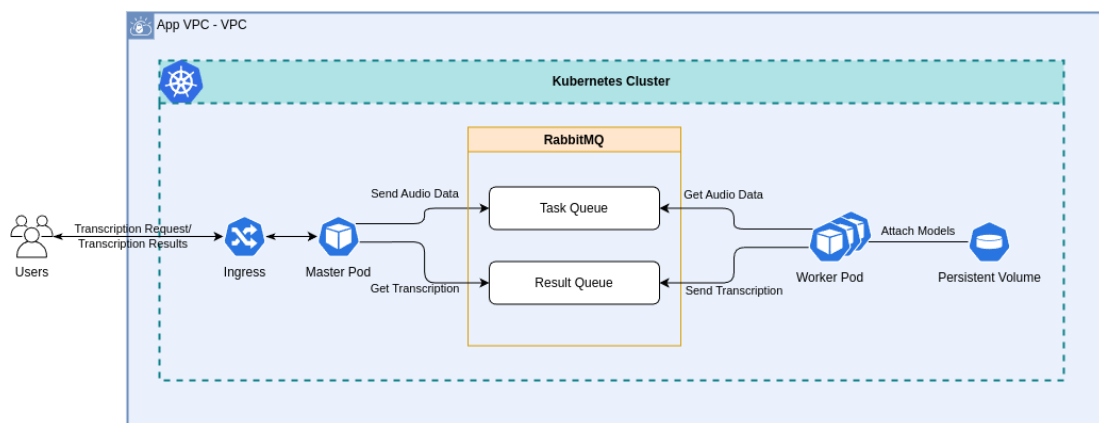 App VPC - VPC
Kubernetes Cluster
RabbitMQ
Send Audio Data
Get Audio Data
Task Queue
Transcription Request/
Transcription Results
Attach Models
Users
Ingress
Master Pod
Worker Pod
Persistent Volume
Result Queue
Get Transcription
Send Transcription